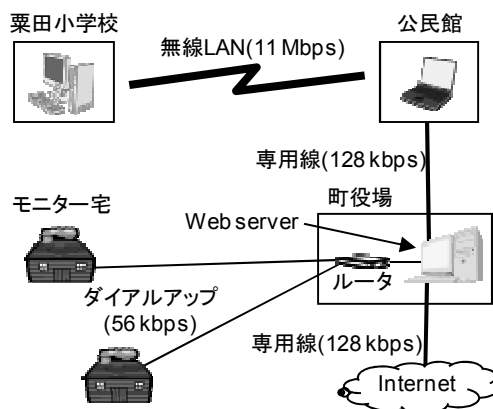 粟田小学校
公民館
無線LAN(11 Mbps)
専用線(128 kbps)
町役場
モニター宅
Web server
ルータ
ダイアルアップ
(56 kbps)
専用線(128 kbps)
Internet